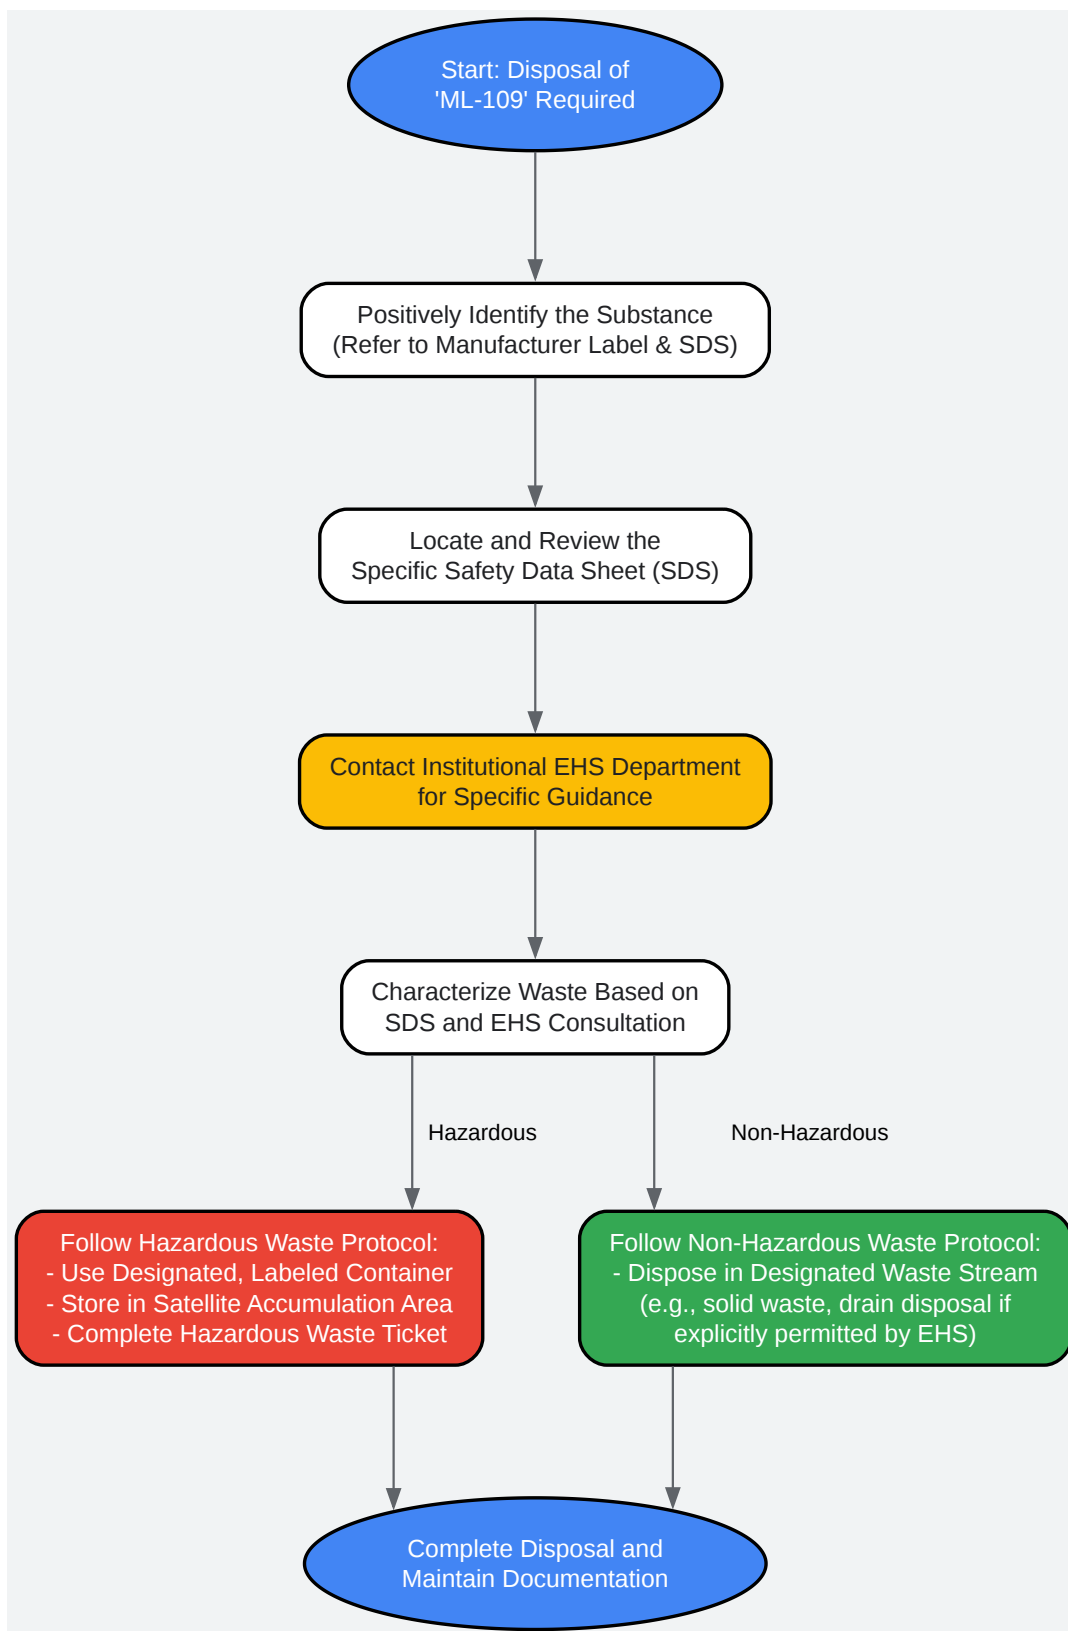 Start: Disposal of
'ML-109' Required
Positively Identify the Substance
(Refer to Manufacturer Label & SDS)
Locate and Review the
Specific Safety Data Sheet (SDS)
Contact Institutional EHS Department
for Specific Guidance
Characterize Waste Based on
SDS and EHS Consultation
Hazardous
Non-Hazardous
Follow Hazardous Waste Protocol:
- Use Designated, Labeled Container
- Store in Satellite Accumulation Area
- Complete Hazardous Waste Ticket
Follow Non-Hazardous Waste Protocol:
- Dispose in Designated Waste Stream
(e.g., solid waste, drain disposal if
explicitly permitted by EHS)
Complete Disposal and
Maintain Documentation